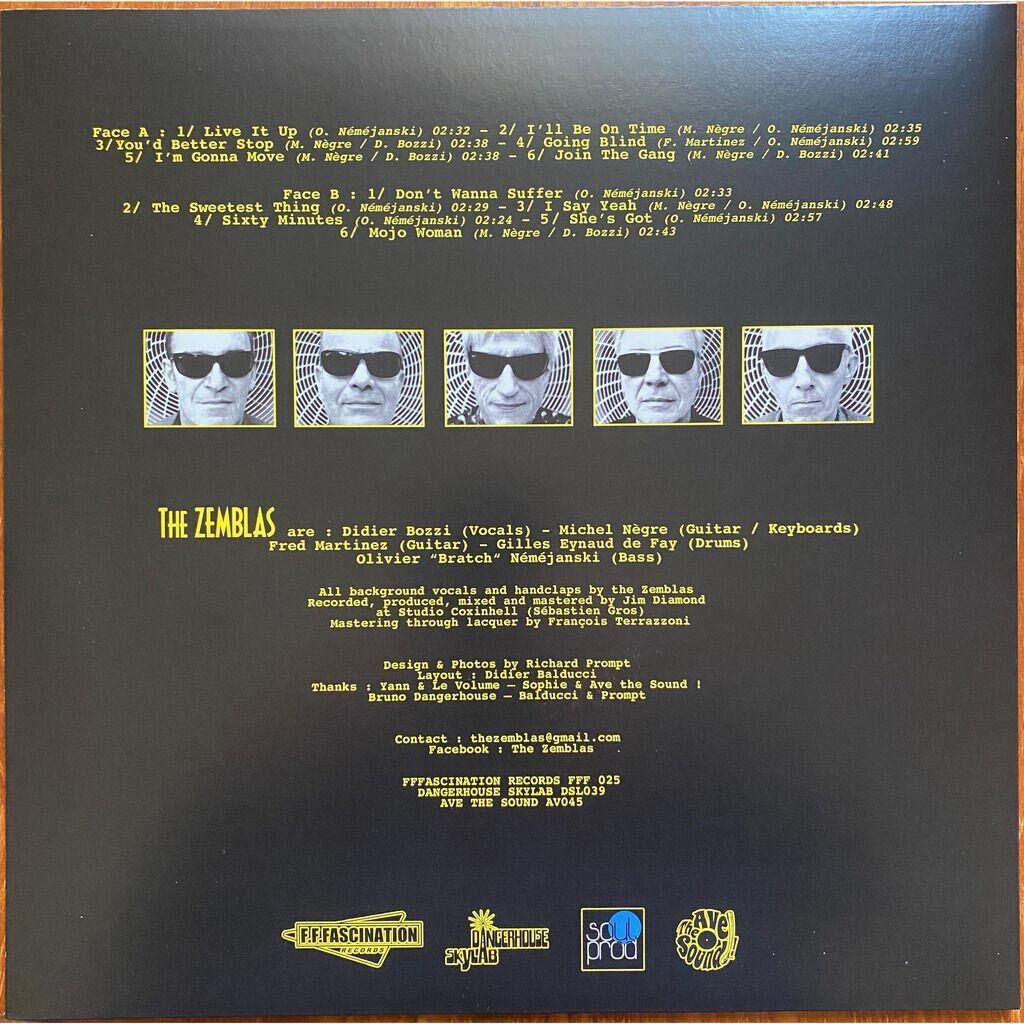 Face A : 1/ Live It Up (O. Néméjanski) 02:32 – 2/ I'll Be On Time (M. Nègre / O. Néméjanski) 02:35
3/You'd Better Stop (M. Nègre / D. Bozzi) 02:38 – 4/ Going Blind (F. Martinez / O. Néméjanski) 02:59
5/ I'm Gonna Move (M. Nègre / D. Bozzi) 02:38 – 6/ Join The Gang (M. Nègre / D. Bozzi) 02:41
Face B : 1/ Don't Wanna Suffer (O. Néméjanski) 02:33
2/ The Sweetest Thing (O. Néméjanski) 02:29 – 3/ I Say Yeah (M. Nègre / O. Néméjanski) 02:48
4/ Sixty Minutes (O. Néméjanski) 02:24 – 5/ She's Got (O. Néméjanski) 02:57
6/ Mojo Woman (M. Nègre / D. Bozzi) 02:43
THE ZEMBLAS are : Didier Bozzi (Vocals) – Michel Nègre (Guitar / Keyboards)
Fred Martinez (Guitar) – Gilles Eynaud de Fay (Drums)
Olivier "Bratch" Néméjanski (Bass)
All background vocals and handclaps by the Zemblas
Recorded, produced, mixed and mastered by Jim Diamond
at Studio Coxinhell (Sébastien Gros)
Mastering through lacquer by François Terrazzoni
Design & Photos by Richard Prompt
Layout : Didier Balducci
Thanks : Yann & Le Volume – Sophie & Ave the Sound !
Bruno Dangerhouse – Balducci & Prompt
Contact : thezemblas@gmail.com
Facebook : The Zemblas
FFFASCINATION RECORDS FFF 025
DANGERHOUSE SKYLAB DSL039
AVE THE SOUND AV045
F.F.FASCINATION
RECORDS
DANGERHOUSE
SKYLAB
soul
prod
AVE
THE
SOUND!!